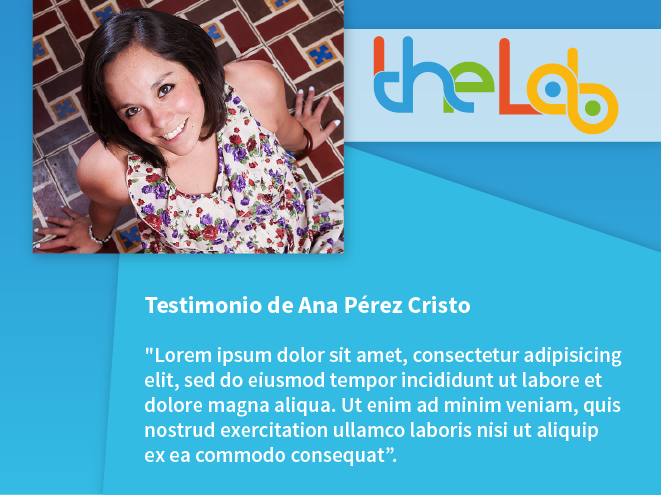 theLab
Testimonio de Ana Pérez Cristo
"Lorem ipsum dolor sit amet, consectetur adipisicing
elit, sed do eiusmod tempor incididunt ut labore et
dolore magna aliqua. Ut enim ad minim veniam, quis
nostrud exercitation ullamco laboris nisi ut aliquip
ex ea commodo consequat”.